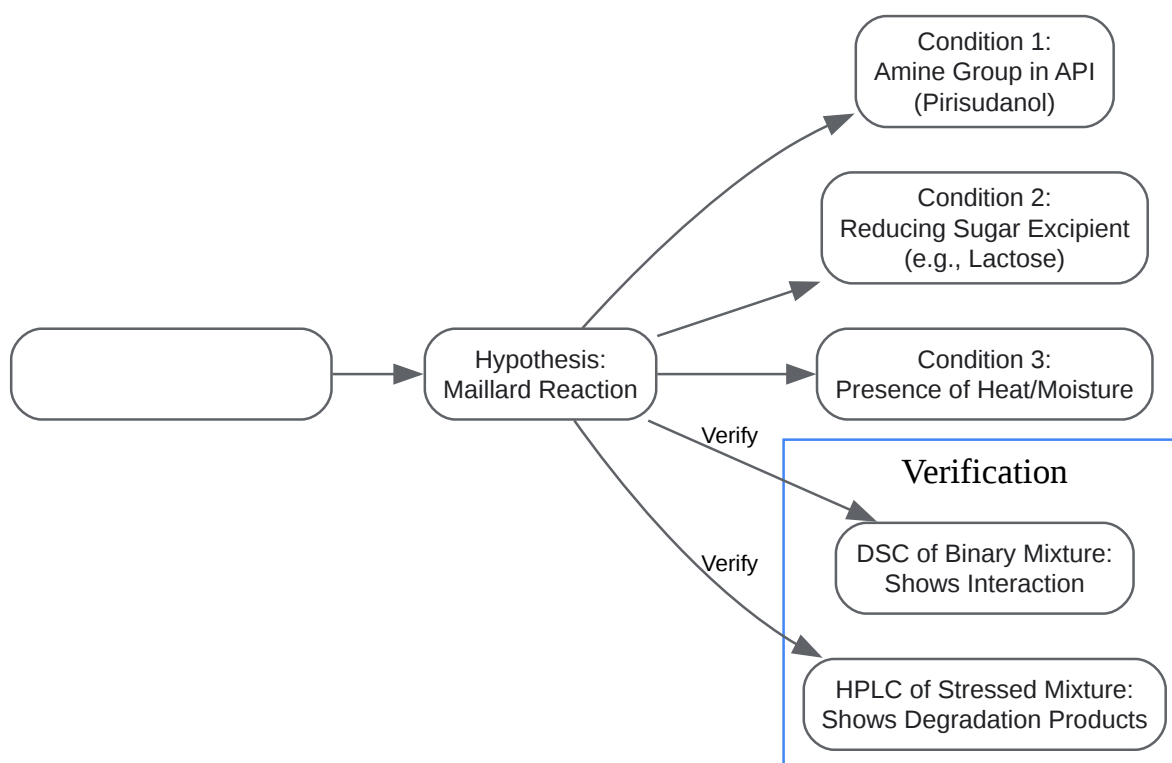 Condition 1:
Amine Group in API
(Pirisudanol)
Condition 2:
Reducing Sugar Excipient
(e.g., Lactose)
Hypothesis:
Maillard Reaction
Condition 3:
Presence of Heat/Moisture
Verify
Verification
DSC of Binary Mixture:
Shows Interaction
Verify
HPLC of Stressed Mixture:
Shows Degradation Products